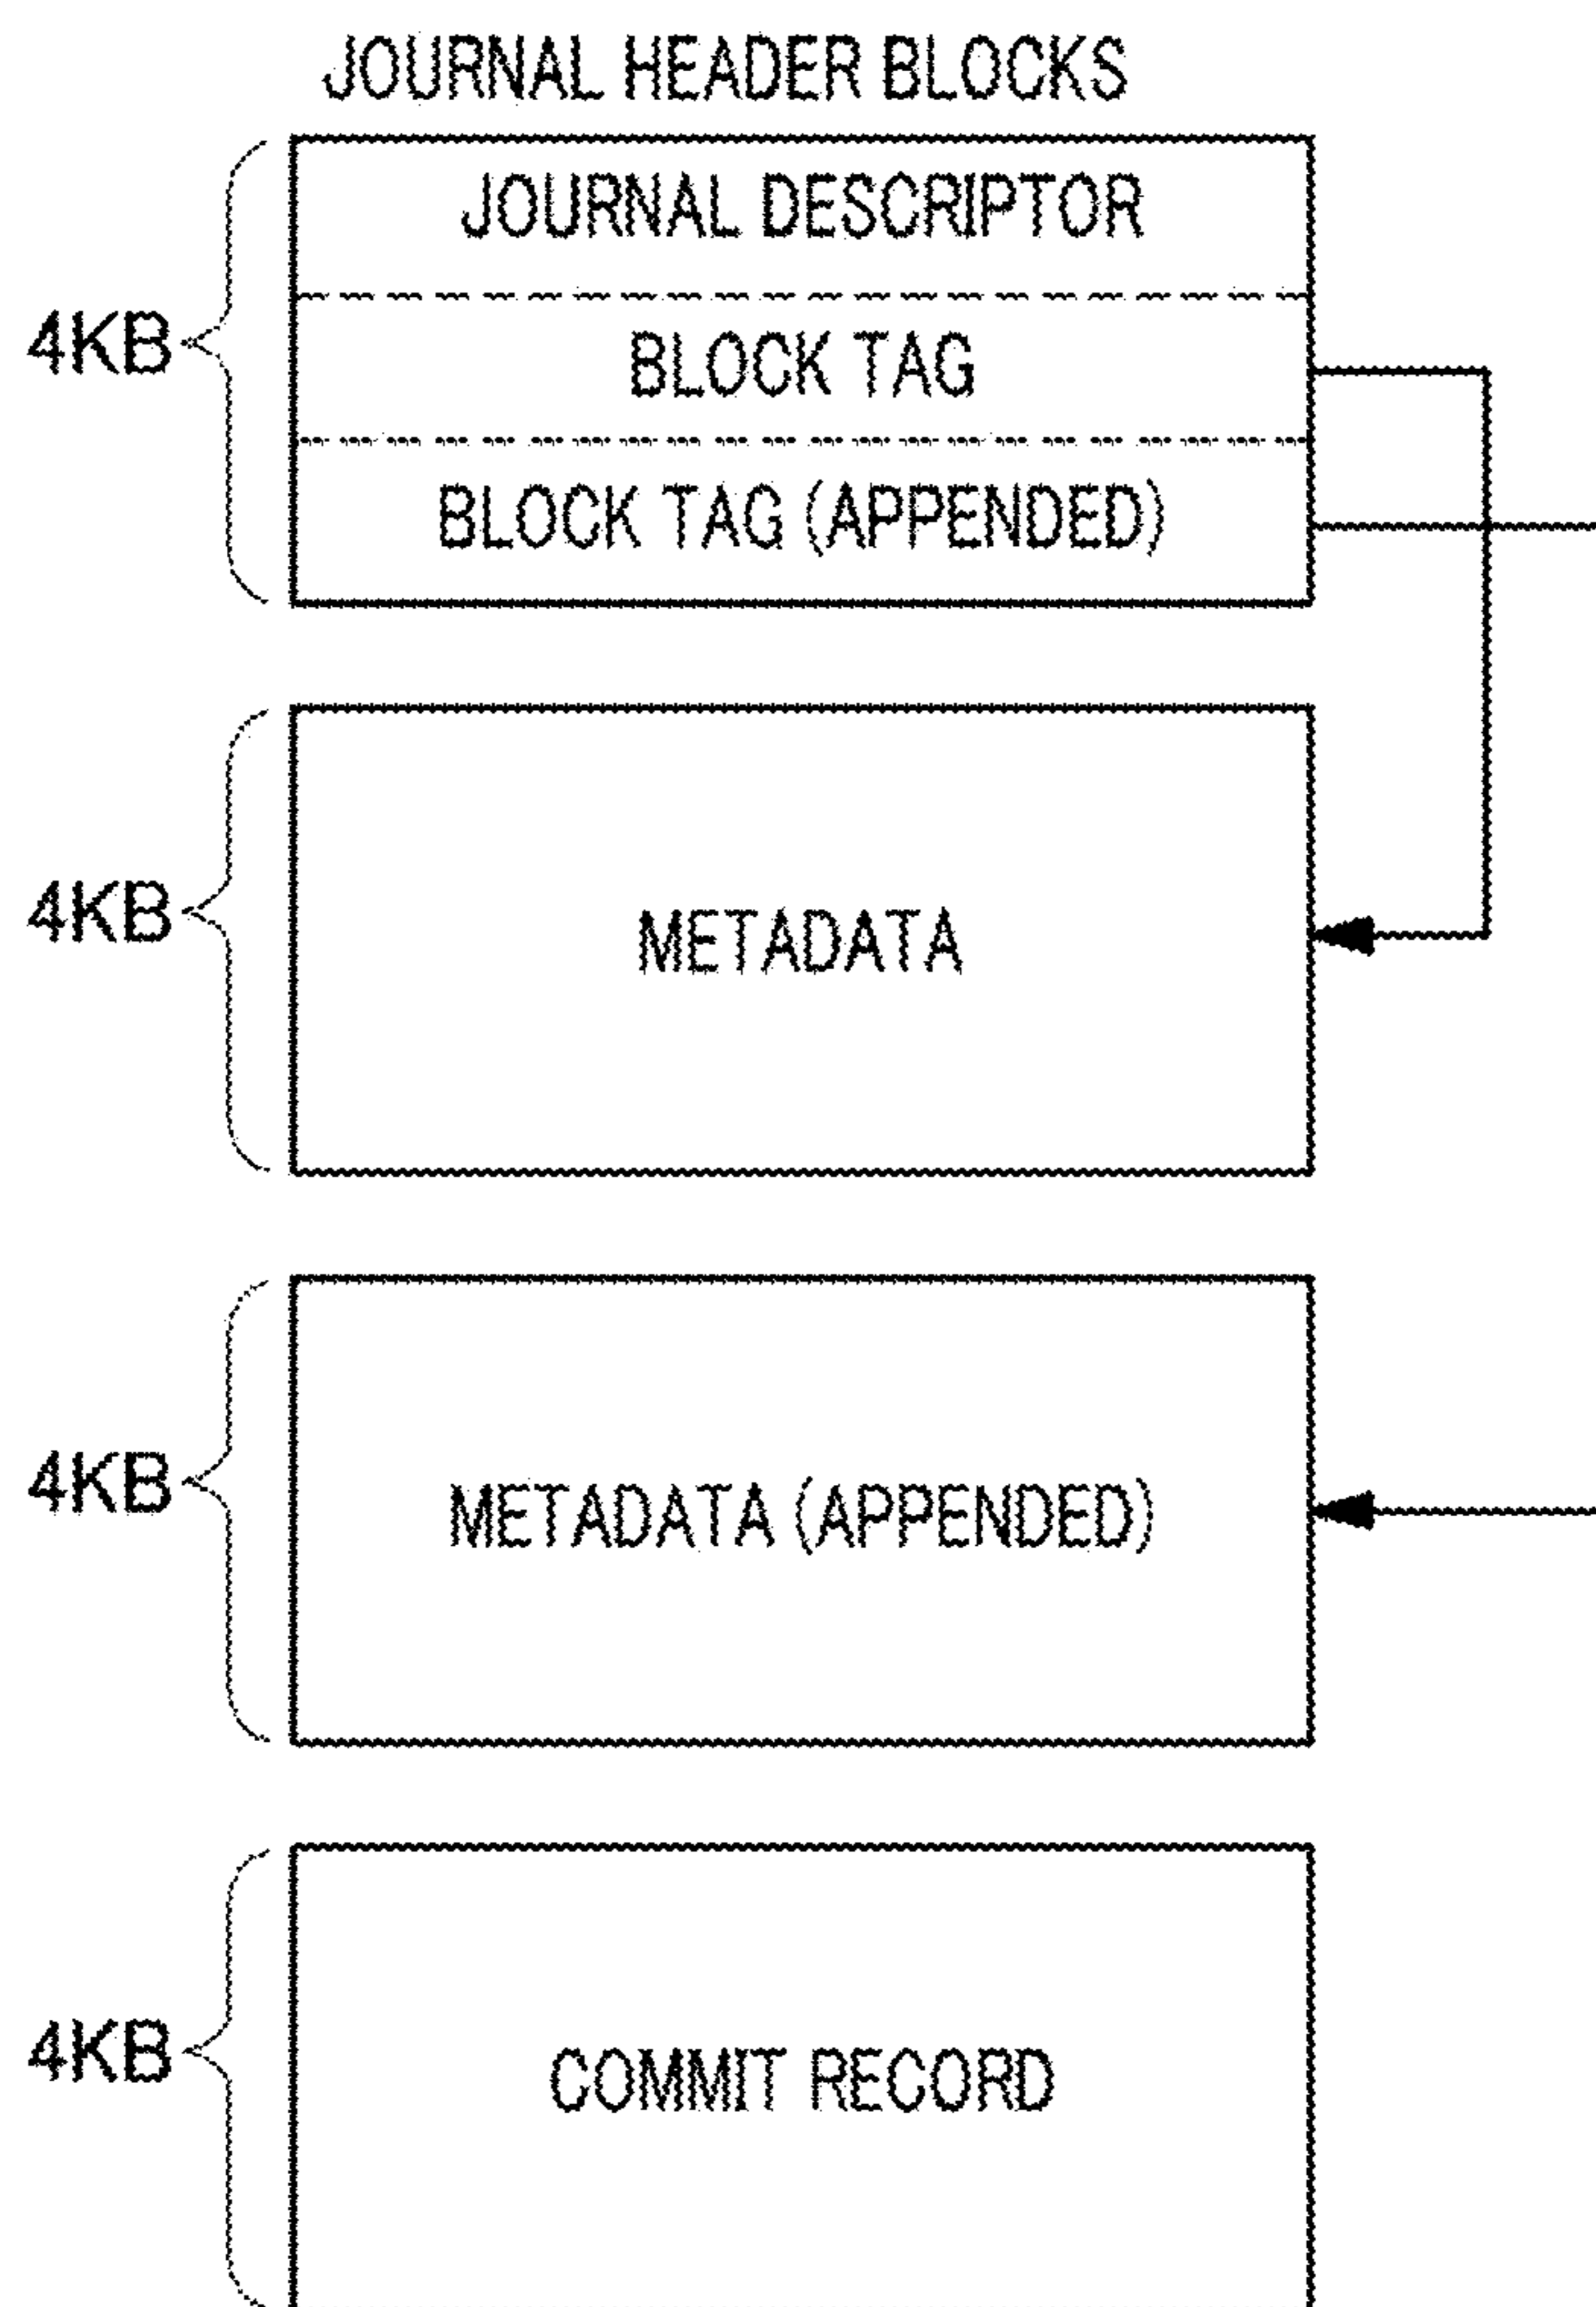 JOURNAL HEADER BLOCKS
JOURNAL DESCRIPTOR
4KB
BLOCK TAG
BLOCK TAG (APPENDED)
4KB
METADATA
4KB
METADATA (APPENDED)
4KB
COMMIT RECORD